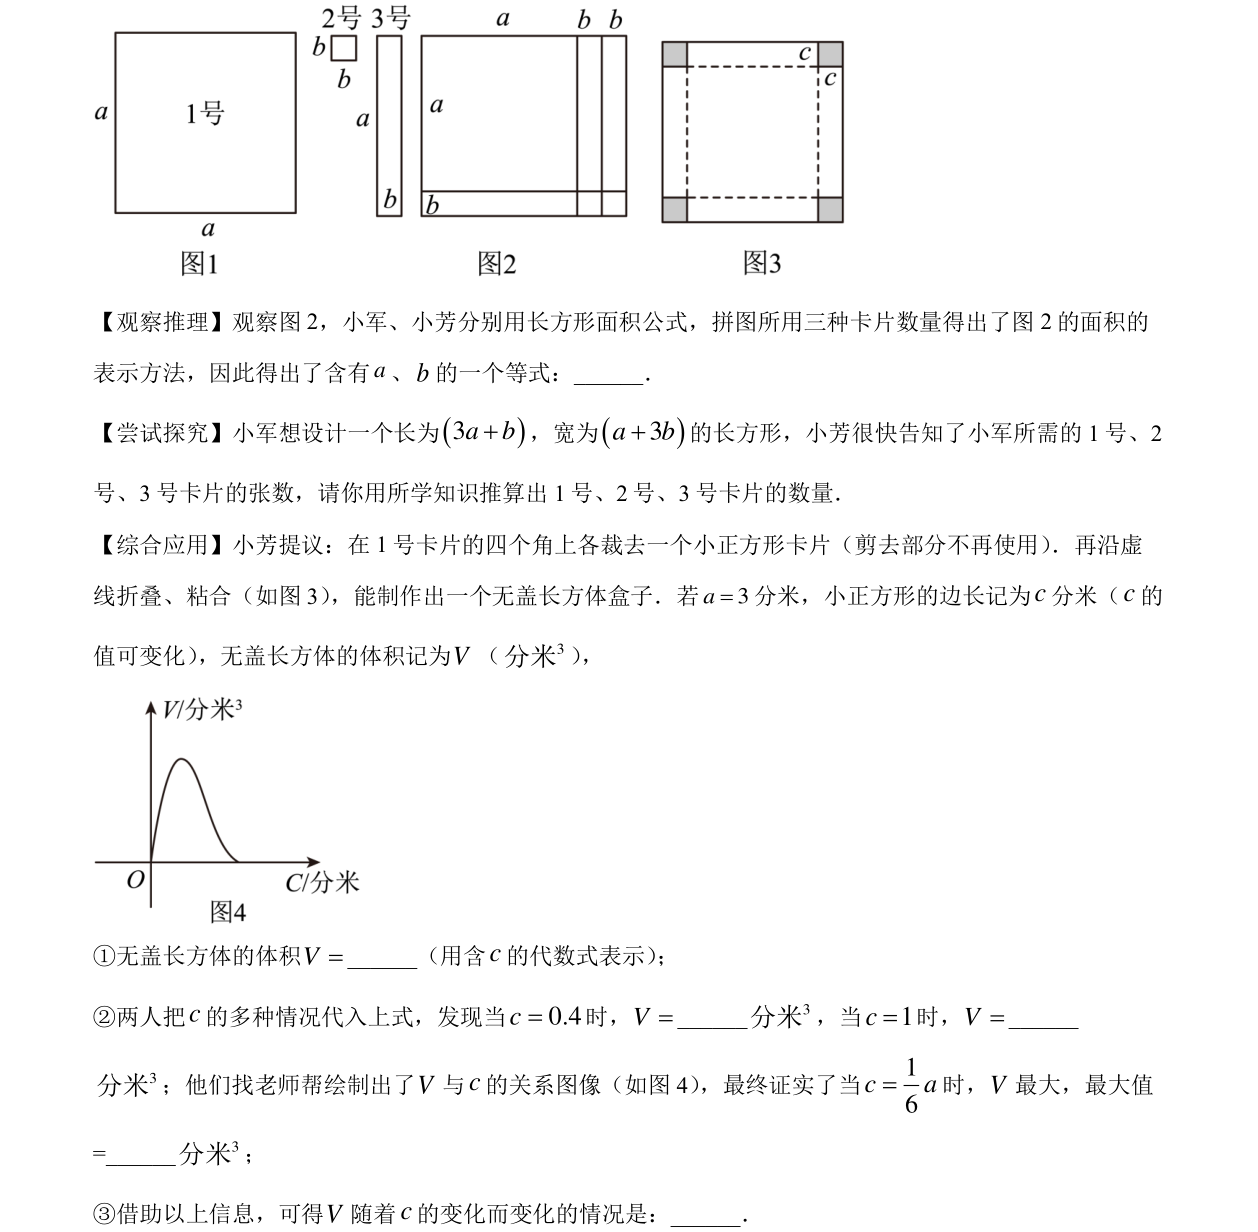 2号 3号 a b b
b c
b c
a 1号 a a
b b
a
图1 图2 图3
【观察推理】观察图 2，小军、小芳分别用长方形面积公式，拼图所用三种卡片数量得出了图 2 的面积的
表示方法，因此得出了含有 a 、b 的一个等式：______．
【尝试探究】小军想设计一个长为(3a+b)，宽为(a+3b)的长方形，小芳很快告知了小军所需的 1 号、2
号、3 号卡片的张数，请你用所学知识推算出 1 号、2 号、3 号卡片的数量．
【综合应用】小芳提议：在 1 号卡片的四个角上各裁去一个小正方形卡片（剪去部分不再使用）．再沿虚
线折叠、粘合（如图 3），能制作出一个无盖长方体盒子．若 a=3 分米，小正方形的边长记为 c 分米（ c 的
值可变化），无盖长方体的体积记为V （ 分米³ ），
V/分米³
O C/分米
图4
①无盖长方体的体积V =______（用含 c 的代数式表示）；
②两人把 c 的多种情况代入上式，发现当 c=0.4 时，V =______分米³，当 c=1 时，V =______
分米³；他们找老师帮绘制出了V 与 c 的关系图像（如图 4），最终证实了当 c=1/6 a 时，V 最大，最大值
=______分米³；
③借助以上信息，可得V 随着 c 的变化而变化的情况是：______．